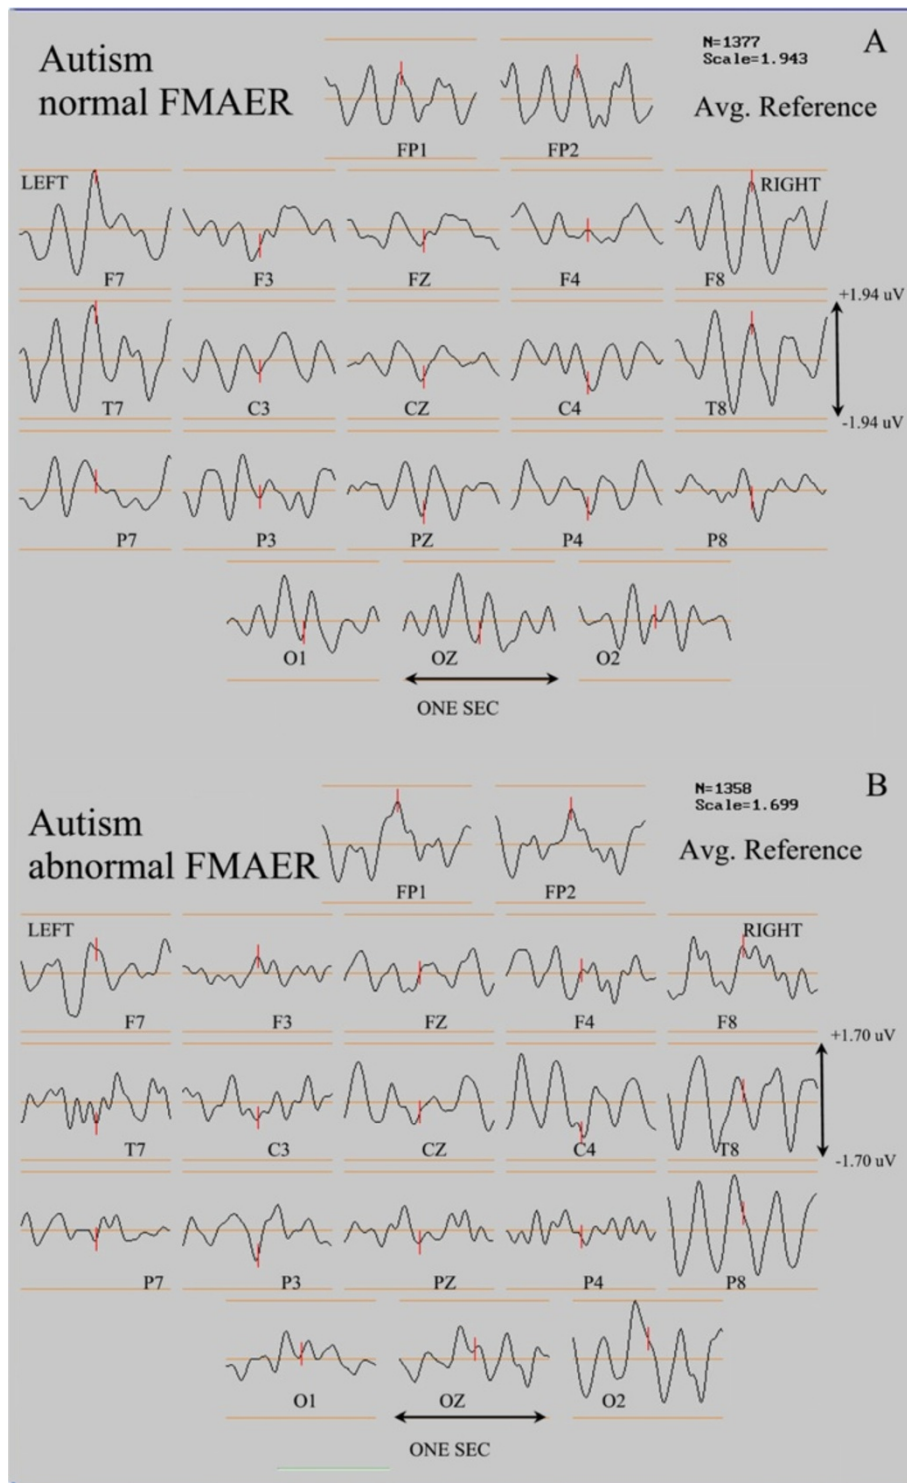 A
N=1377
Scale=1.943
Autism
normal FMAER
Avg. Reference
FP1 FP2
LEFT RIGHT
F7 F3 FZ F4 F8
+1.94 uV
T7 C3 CZ C4 T8
-1.94 uV
P7 P3 PZ P4 P8
O1 OZ O2
ONE SEC
B
N=1358
Scale=1.699
Autism
abnormal FMAER
Avg. Reference
FP1 FP2
LEFT RIGHT
F7 F3 FZ F4 F8
+1.70 uV
T7 C3 CZ C4 T8
-1.70 uV
P7 P3 PZ P4 P8
O1 OZ O2
ONE SEC